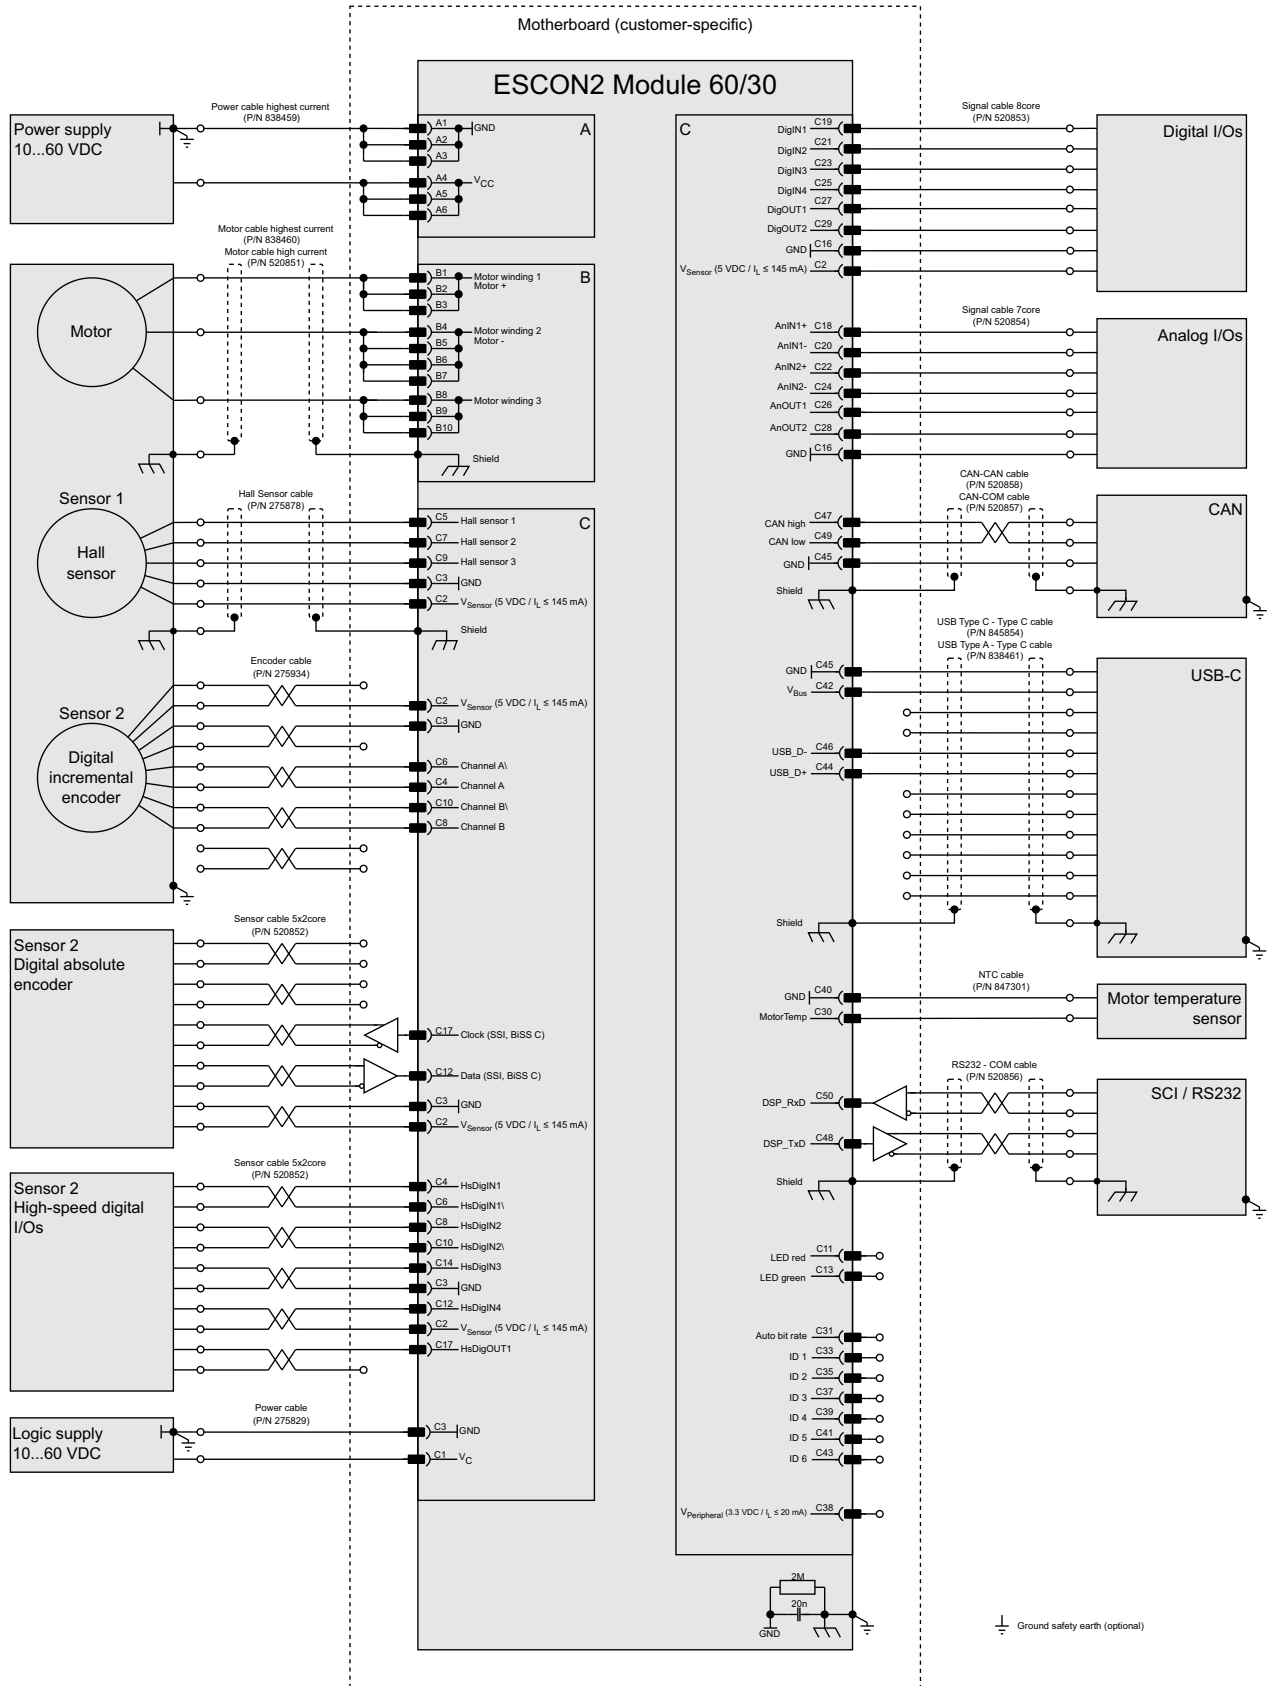 Motherboard (customer-specific)
ESCON2 Module 60/30
Power supply
10...60 VDC
Power cable highest current
(P/N 838459)
A
A1 GND
A2
A3
A4 VCC
A5
A6
Motor cable highest current
(P/N 838460)
Motor cable high current
(P/N 520851)
Motor
B
B1 Motor winding 1
Motor +
B2
B3
B4 Motor winding 2
Motor -
B5
B6
B7
B8 Motor winding 3
B9
B10
Shield
Sensor 1
Hall
sensor
Hall Sensor cable
(P/N 275878)
C
C5 Hall sensor 1
C7 Hall sensor 2
C9 Hall sensor 3
C3 GND
C2 VSensor (5 VDC / IL ≤ 145 mA)
Shield
Sensor 2
Digital
incremental
encoder
Encoder cable
(P/N 275934)
C2 VSensor (5 VDC / IL ≤ 145 mA)
C3 GND
C6 Channel A\
C4 Channel A
C10 Channel B\
C8 Channel B
Sensor 2
Digital absolute
encoder
Sensor cable 5x2core
(P/N 520852)
C17 Clock (SSI, BiSS C)
C12 Data (SSI, BiSS C)
C3 GND
C2 VSensor (5 VDC / IL ≤ 145 mA)
Sensor 2
High-speed digital
I/Os
Sensor cable 5x2core
(P/N 520852)
C4 HsDigIN1
C6 HsDigIN1\
C8 HsDigIN2
C10 HsDigIN2\
C14 HsDigIN3
C3 GND
C12 HsDigIN4
C2 VSensor (5 VDC / IL ≤ 145 mA)
C17 HsDigOUT1
Logic supply
10...60 VDC
Power cable
(P/N 275829)
C3 GND
C1 VC
C
Signal cable 8core
(P/N 520853)
Digital I/Os
DigIN1 C19
DigIN2 C21
DigIN3 C23
DigIN4 C25
DigOUT1 C27
DigOUT2 C29
GND C16
VSensor (5 VDC / IL ≤ 145 mA) C2
Signal cable 7core
(P/N 520854)
Analog I/Os
AnIN1+ C18
AnIN1- C20
AnIN2+ C22
AnIN2- C24
AnOUT1 C26
AnOUT2 C28
GND C16
CAN-CAN cable
(P/N 520858)
CAN-COM cable
(P/N 520857)
CAN
CAN high C47
CAN low C49
GND C45
Shield
USB Type C - Type C cable
(P/N 845854)
USB Type A - Type C cable
(P/N 838461)
USB-C
GND C45
VBus C42
USB_D- C46
USB_D+ C44
Shield
NTC cable
(P/N 847301)
Motor temperature
sensor
GND C40
MotorTemp C30
RS232 - COM cable
(P/N 520856)
SCI / RS232
DSP_RxD C50
DSP_TxD C48
Shield
LED red C11
LED green C13
Auto bit rate C31
ID 1 C33
ID 2 C35
ID 3 C37
ID 4 C39
ID 5 C41
ID 6 C43
VPeripheral (3.3 VDC / IL ≤ 20 mA) C38
2M
20n
GND
Ground safety earth (optional)